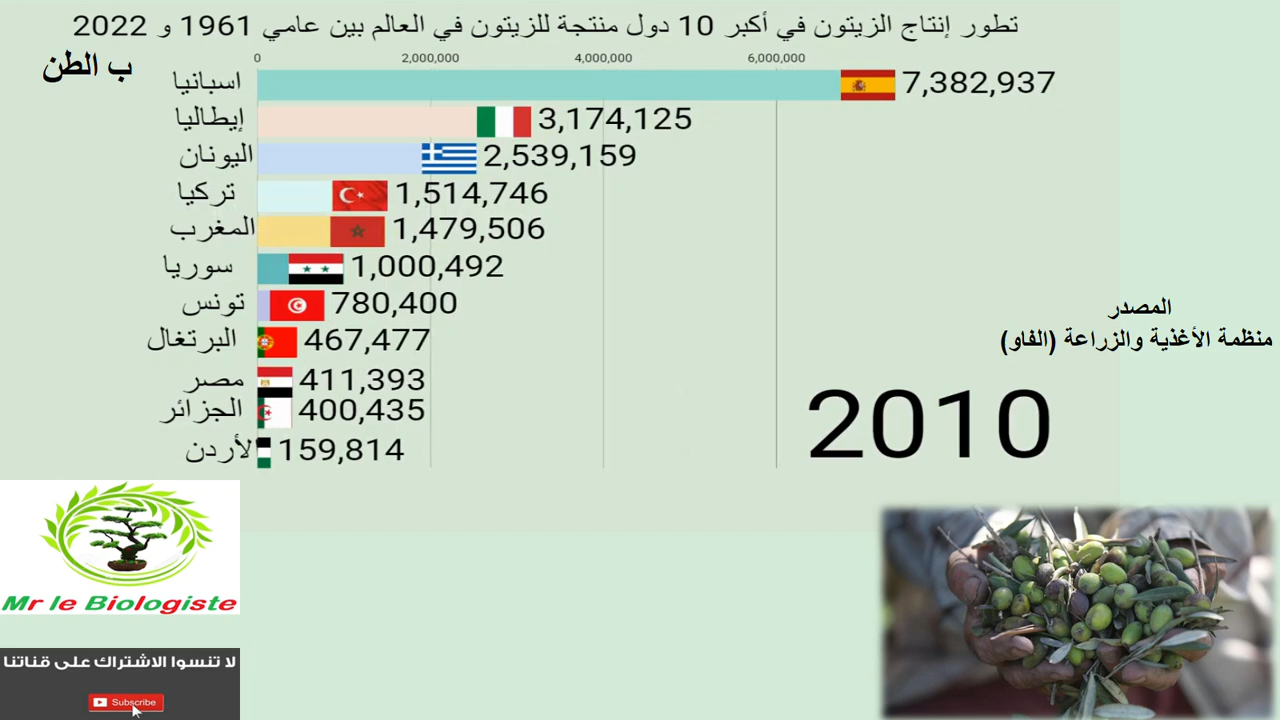 تطور إنتاج الزيتون في أكبر 10 دول منتجة للزيتون في العالم بين عامي 1961 و 2022
ب الطن
0 2,000,000 4,000,000 6,000,000
اسبانيا 7,382,937
إيطاليا 3,174,125
اليونان 2,539,159
تركيا 1,514,746
المغرب 1,479,506
سوريا 1,000,492
تونس 780,400
البرتغال 467,477
مصر 411,393
الجزائر 400,435
الأردن 159,814
المصدر
منظمة الأغذية والزراعة (الفاو)
2010
Mr le Biologiste
لا تنسوا الاشتراك على قناتنا
Subscribe